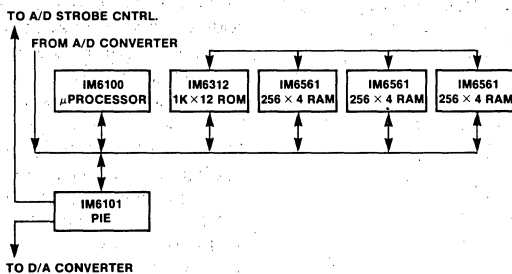 TO A/D STROBE CNTRL.
FROM A/D CONVERTER
IM6100
μPROCESSOR
IM6312
1K×12 ROM
IM6561
256 × 4 RAM
IM6561
256 × 4 RAM
IM6561
256 × 4 RAM
IM6101
PIE
TO D/A CONVERTER